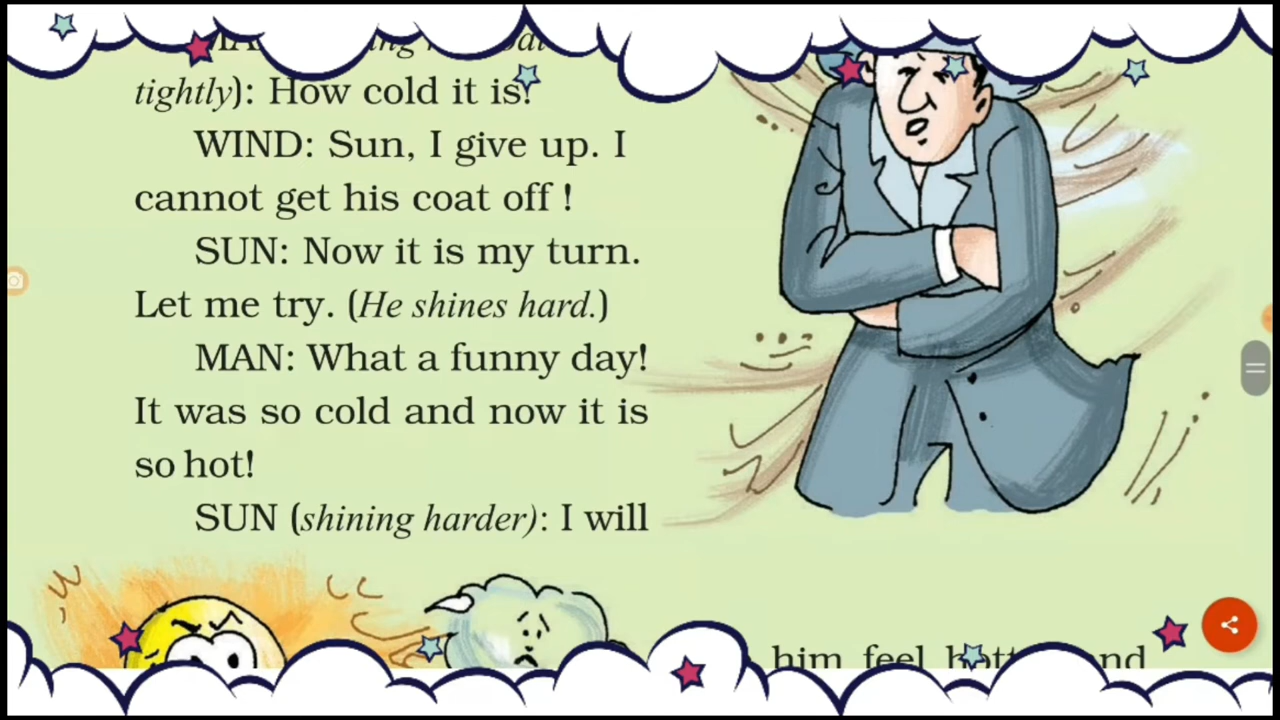 tightly): How cold it is!
WIND: Sun, I give up. I
cannot get his coat off !
SUN: Now it is my turn.
Let me try. (He shines hard.)
MAN: What a funny day!
It was so cold and now it is
so hot!
SUN (shining harder): I will
him feel